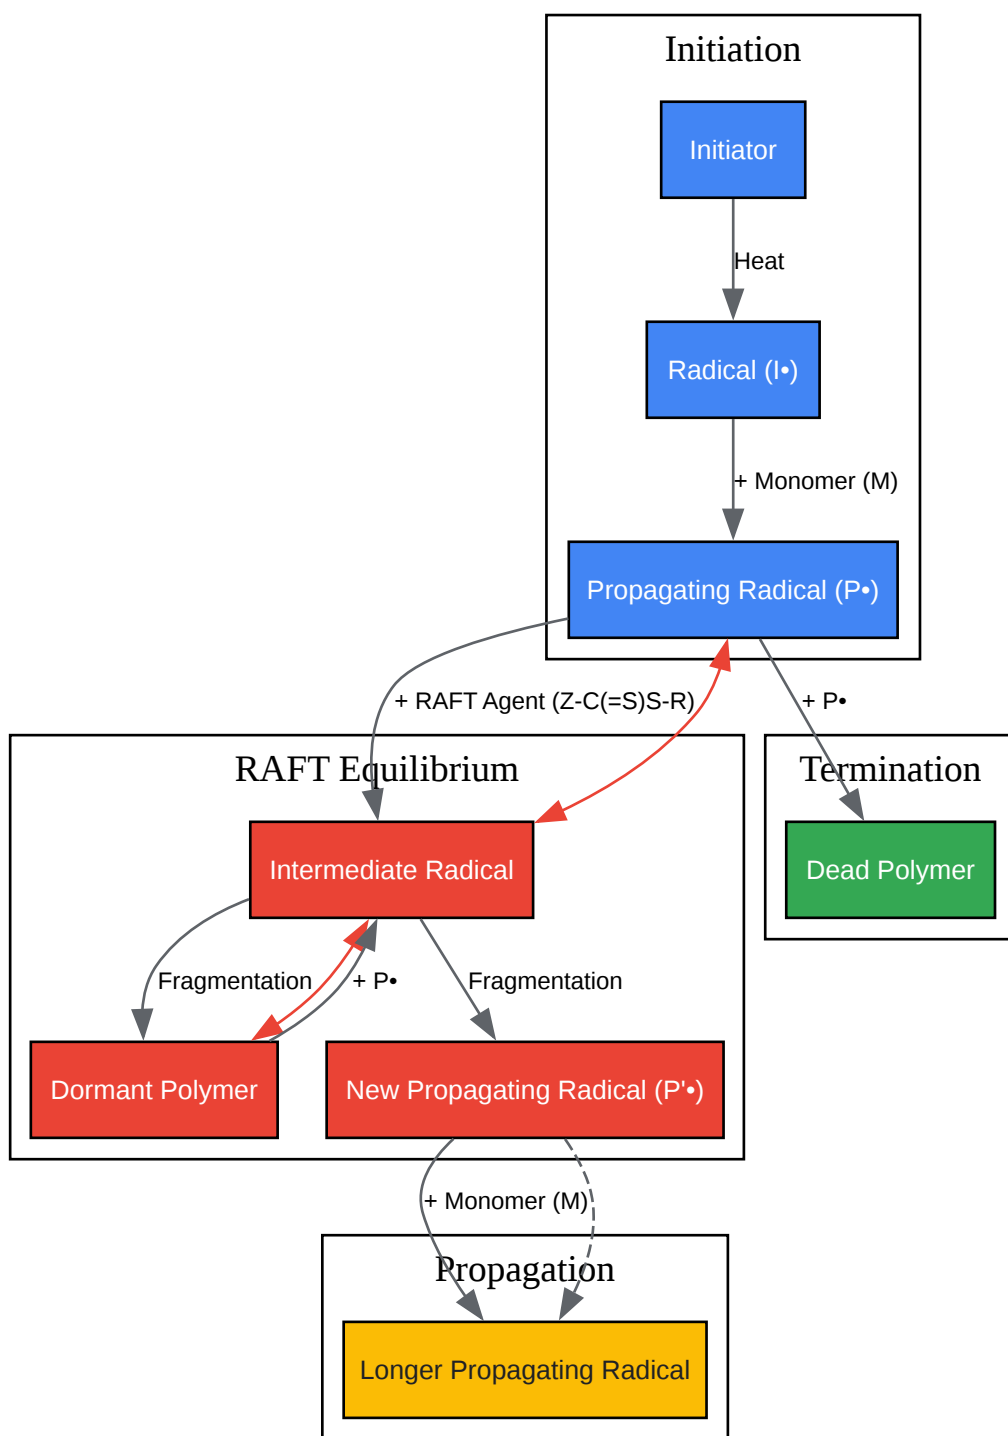 Initiation
Initiator
Heat
Radical (I•)
+ Monomer (M)
Propagating Radical (P•)
+ RAFT Agent (Z-C(=S)S-R)
+ P•
RAFT Equilibrium
Termination
Intermediate Radical
Dead Polymer
Fragmentation
+ P•
Fragmentation
Dormant Polymer
New Propagating Radical (P'•)
+ Monomer (M)
Propagation
Longer Propagating Radical